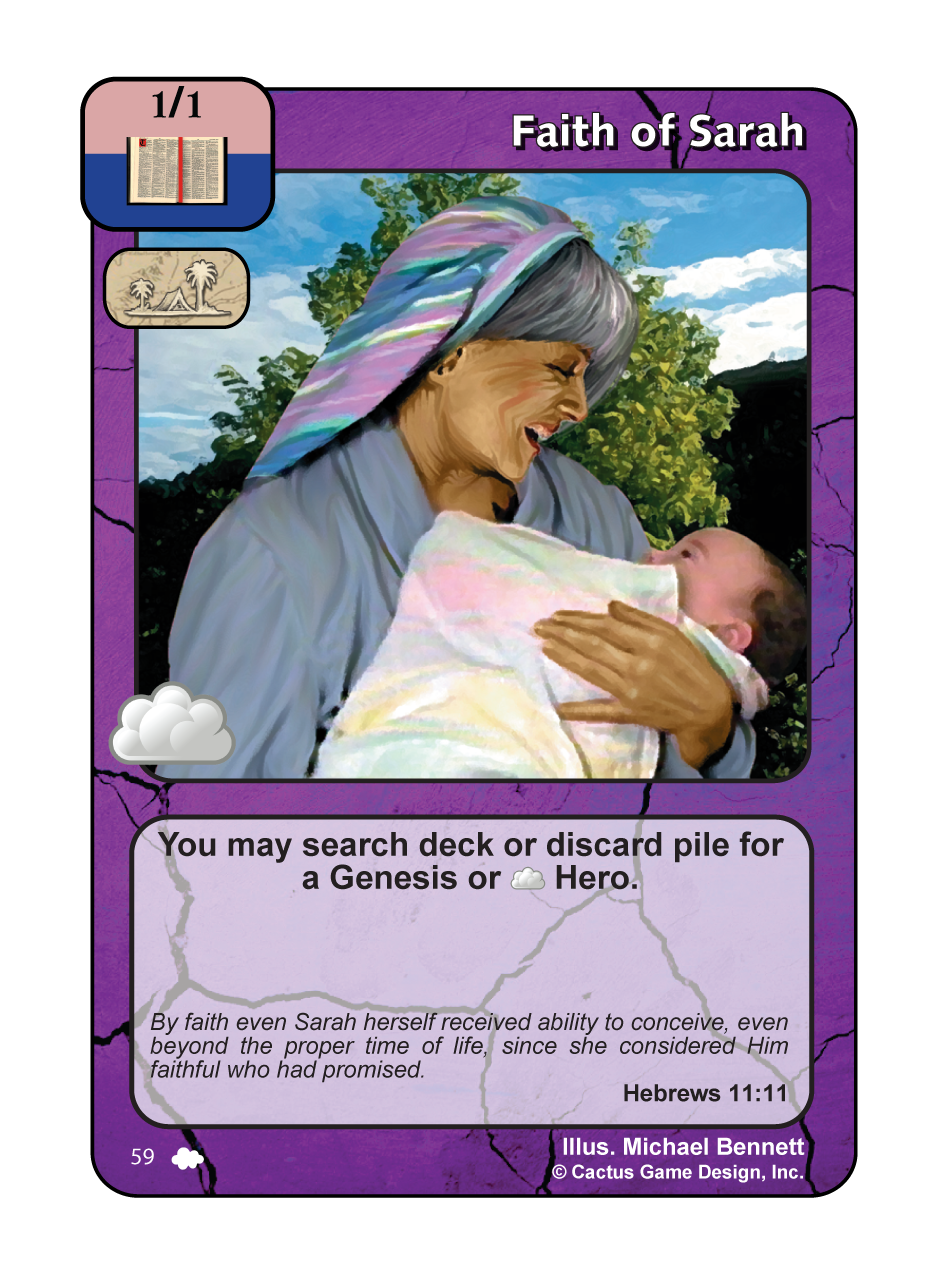 1/1
Faith of Sarah
You may search deck or discard pile for
a Genesis or Hero.
By faith even Sarah herself received ability to conceive, even
beyond the proper time of life, since she considered Him
faithful who had promised.
Hebrews 11:11
59
Illus. Michael Bennett
© Cactus Game Design, Inc.